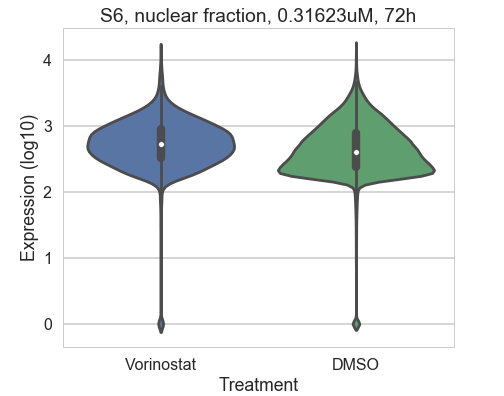 S6, nuclear fraction, 0.31623uM, 72h
Expression (log10)
4
3
2
1
0
Vorinostat
DMSO
Treatment